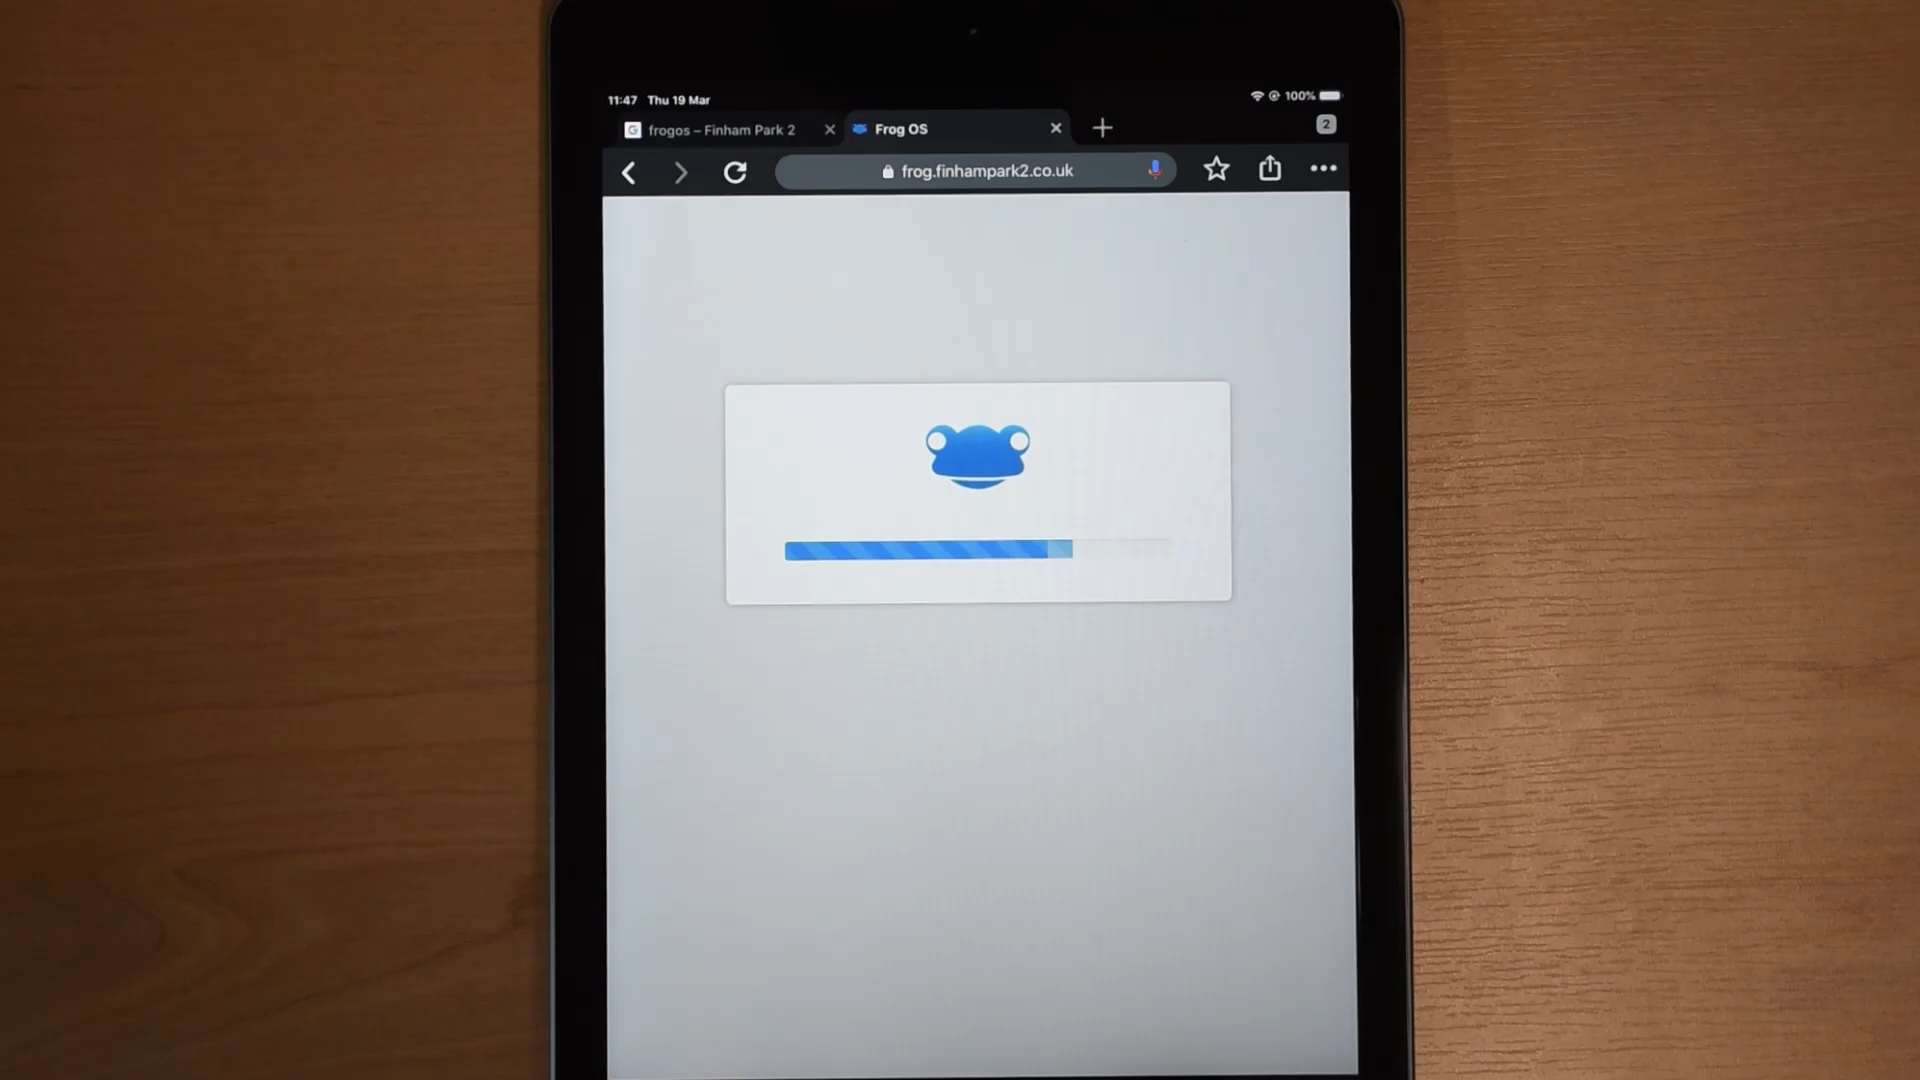 11:47 Thu 19 Mar 100%
G frogos – Finham Park 2 Frog OS 2
frog.finhampark2.co.uk